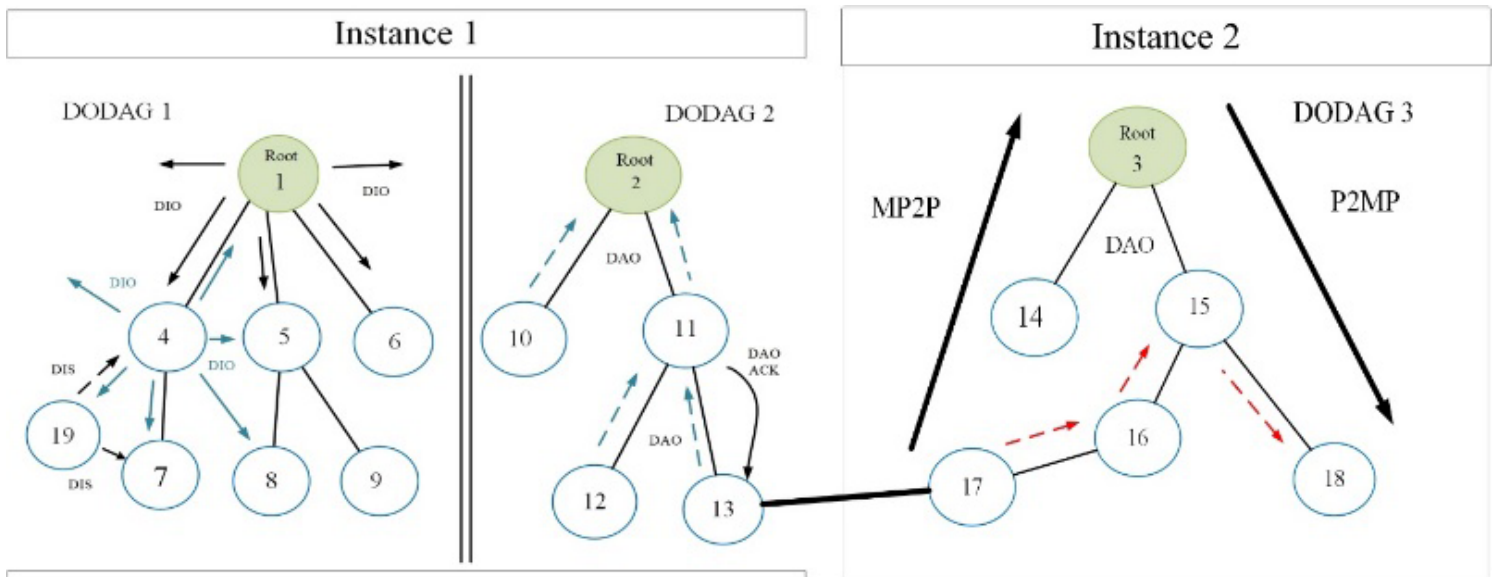 Instance 1
Instance 2
DODAG 1
DODAG 2
DODAG 3
Root
1
DIO
DIO
DIO
DIO
4
5
6
DIS
19
DIS
7
8
9
Root
2
DAO
10
11
DAO
ACK
DAO
12
13
Root
3
MP2P
P2MP
DAO
14
15
16
17
18